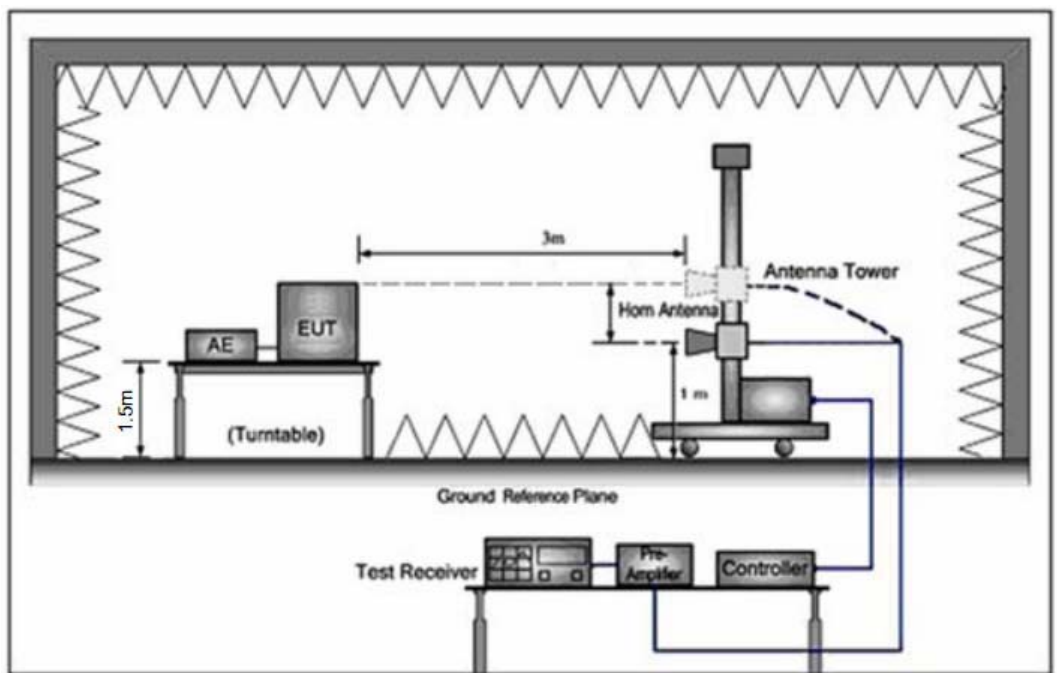 3m
Antenna Tower
Horn Antenna
EUT
AE
1 m
1.5m
(Turntable)
Ground Reference Plane
Test Receiver
Pre-
Amplifier
Controller